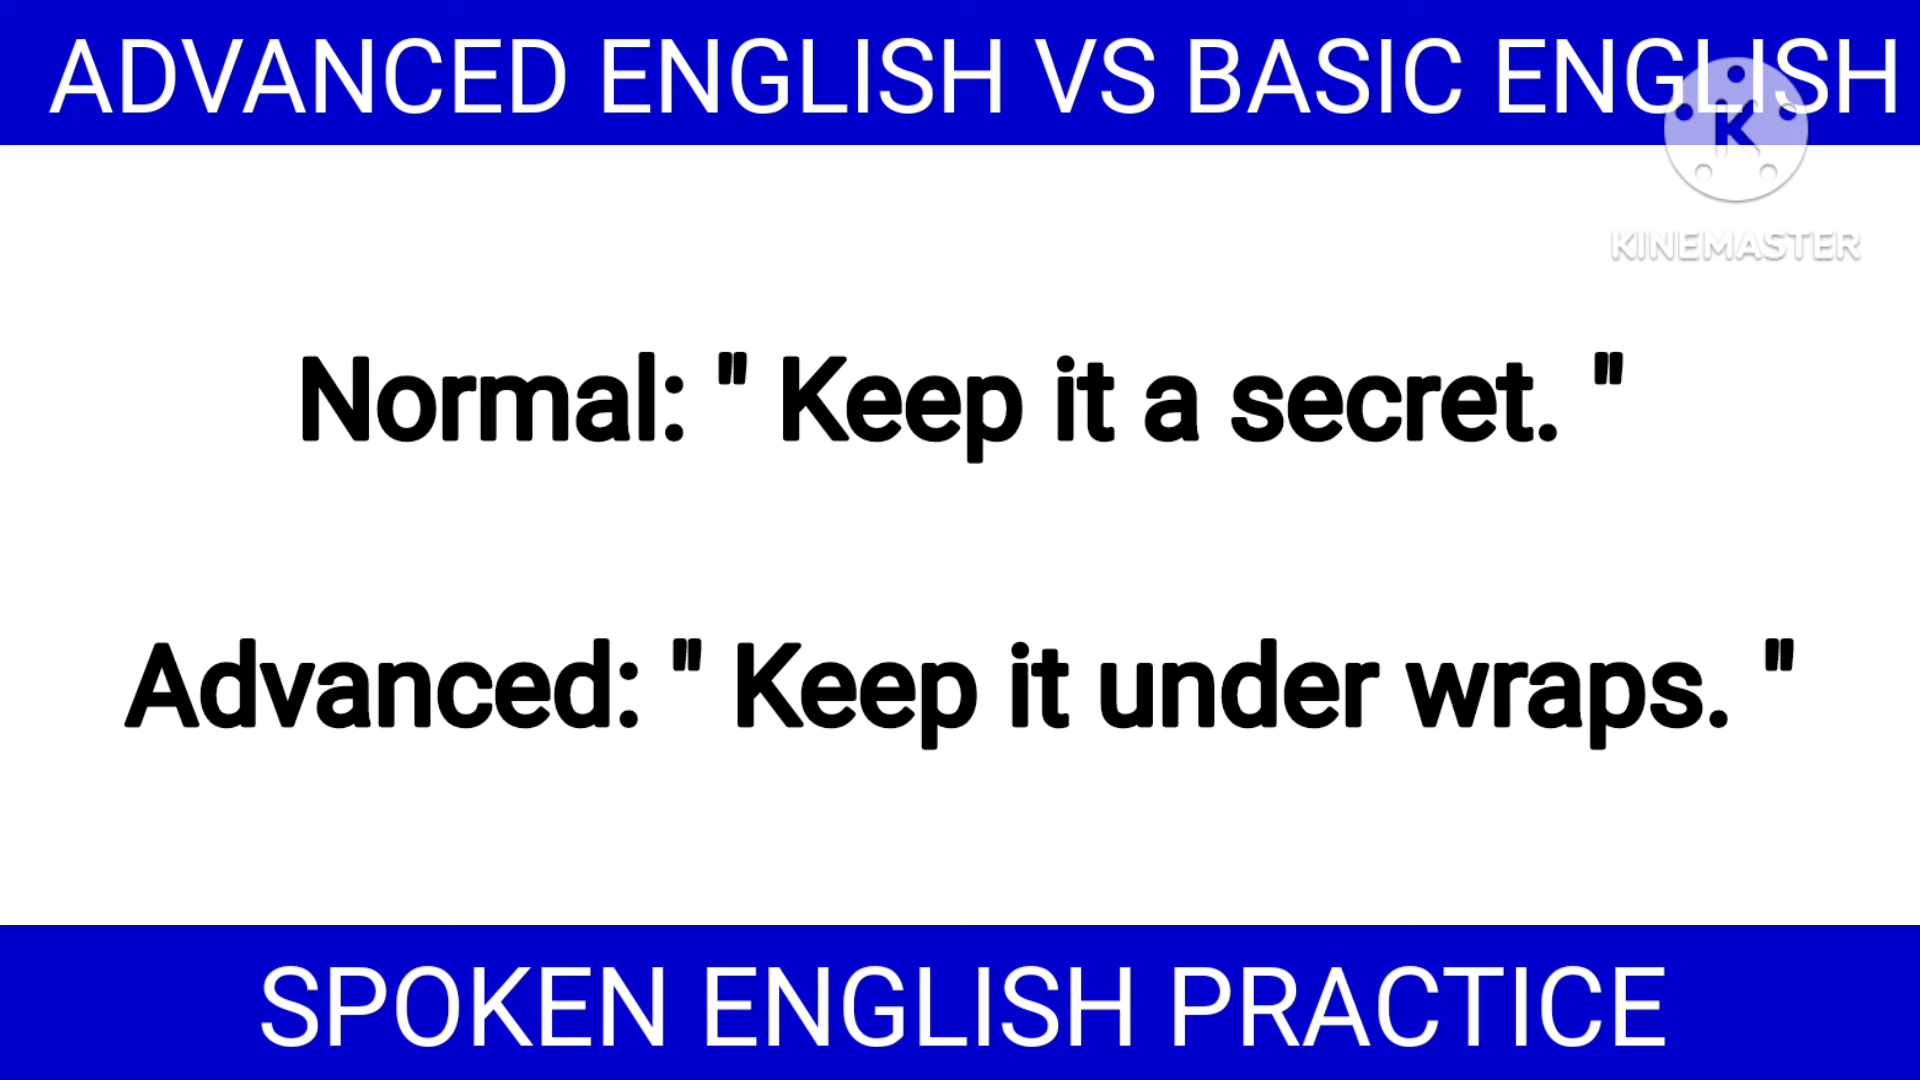 ADVANCED ENGLISH VS BASIC ENGLISH
K
KINEMASTER
Normal: " Keep it a secret. "
Advanced: " Keep it under wraps. "
SPOKEN ENGLISH PRACTICE